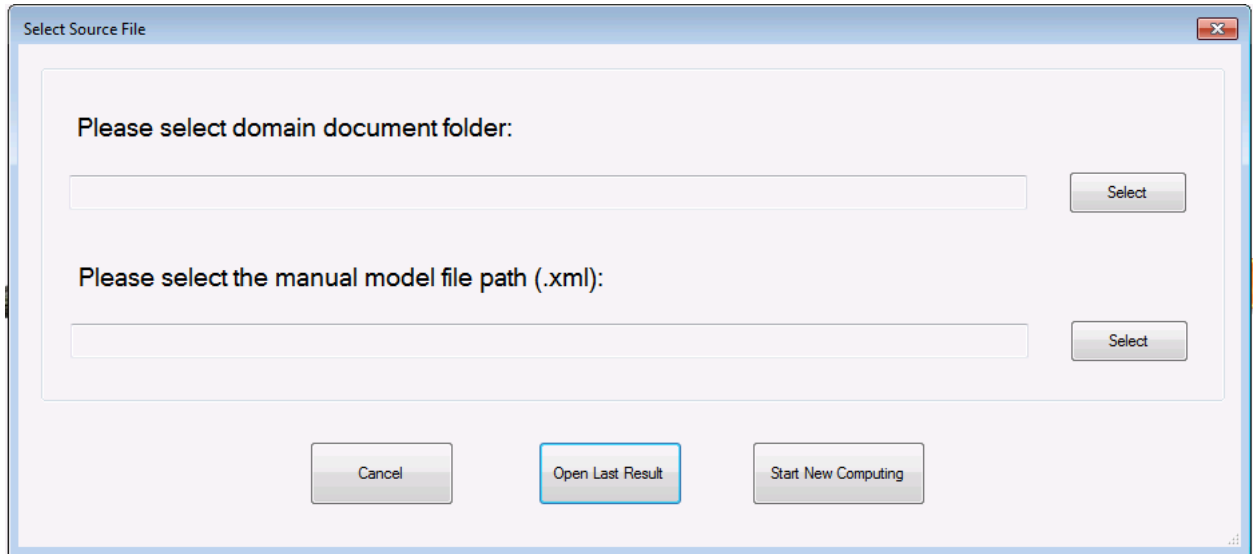 Select Source File
Please select domain document folder:
Select
Please select the manual model file path (.xml):
Select
Cancel
Open Last Result
Start New Computing